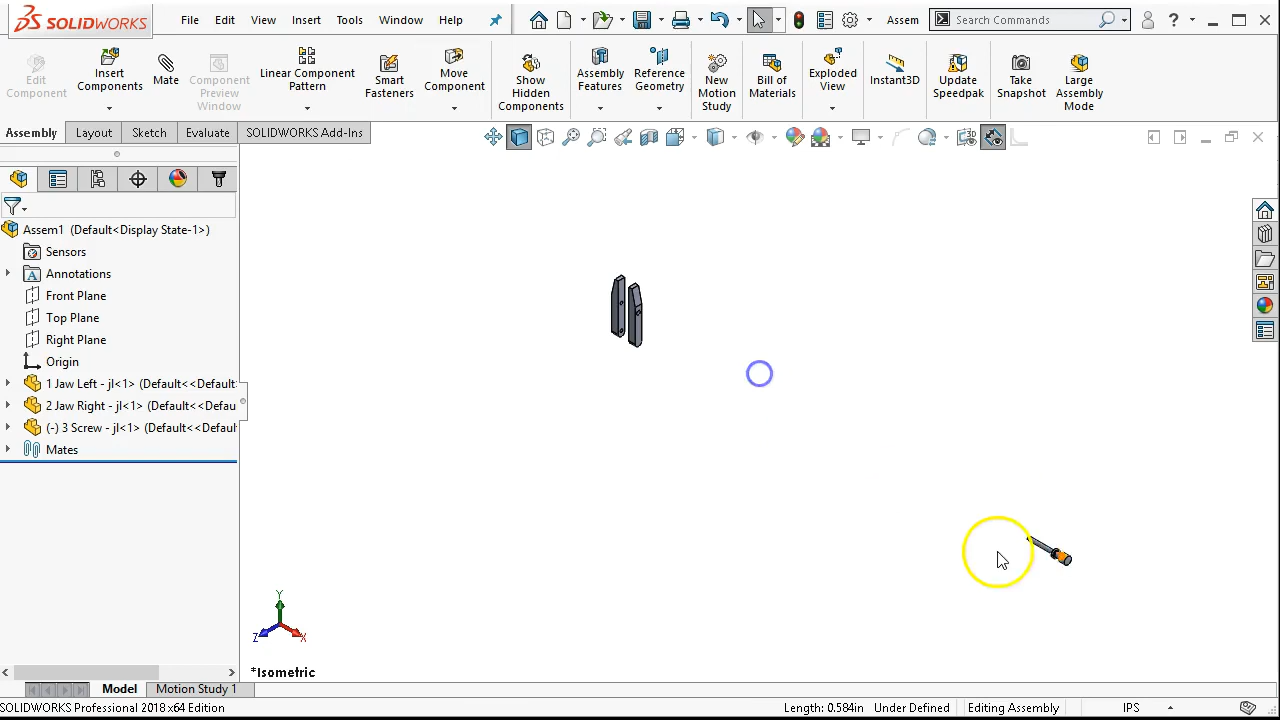 SOLIDWORKS
File Edit View Insert Tools Window Help
Assem
Search Commands
?
Edit Component
Insert Components
Mate
Component Preview Window
Linear Component Pattern
Smart Fasteners
Move Component
Show Hidden Components
Assembly Features
Reference Geometry
New Motion Study
Bill of Materials
Exploded View
Instant3D
Update Speedpak
Take Snapshot
Large Assembly Mode
Assembly Layout Sketch Evaluate SOLIDWORKS Add-Ins
Assem1 (Default<Display State-1>)
Sensors
A Annotations
Front Plane
Top Plane
Right Plane
Origin
1 Jaw Left - jl<1> (Default<<Default
2 Jaw Right - jl<1> (Default<<Defau
(-) 3 Screw - jl<1> (Default<<Defaul
Mates
Y
Z X
*Isometric
Model Motion Study 1
SOLIDWORKS Professional 2018 x64 Edition Length: 0.584in Under Defined Editing Assembly IPS